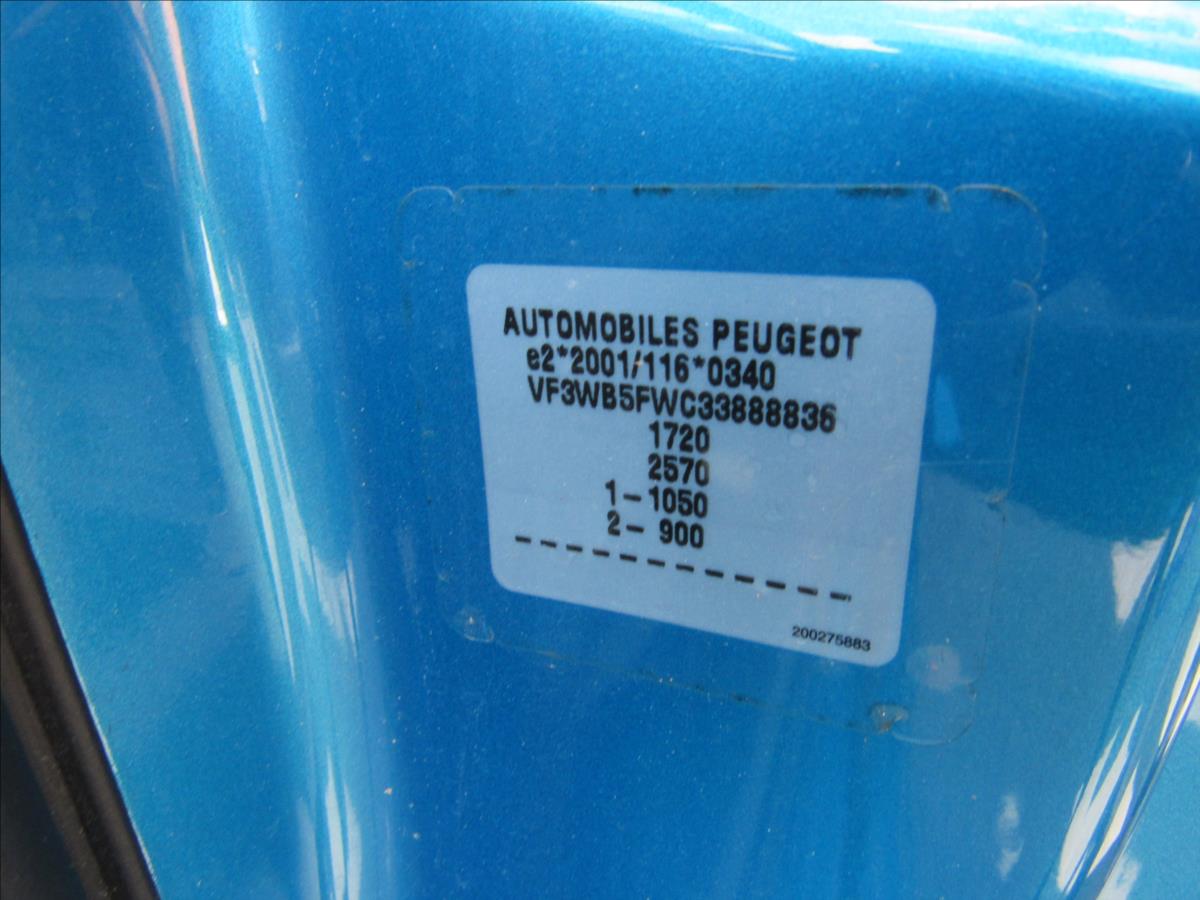 AUTOMOBILES PEUGEOT
e2*2001/116*0340
VF3WB5FWC33888836
1720
2570
1- 1050
2- 900
- - - - - - - - - - - - -
200275883